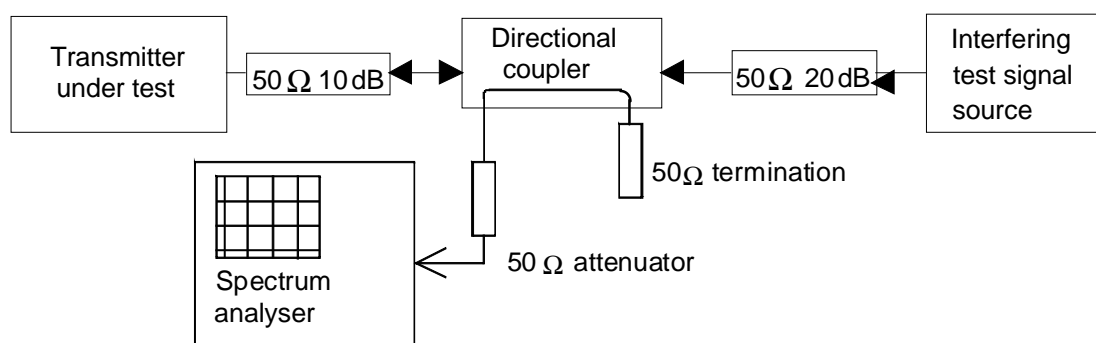 Transmitter
under test
50 Ω 10 dB
Directional
coupler
50 Ω 20 dB
Interfering
test signal
source
50Ω termination
50 Ω attenuator
Spectrum
analyser